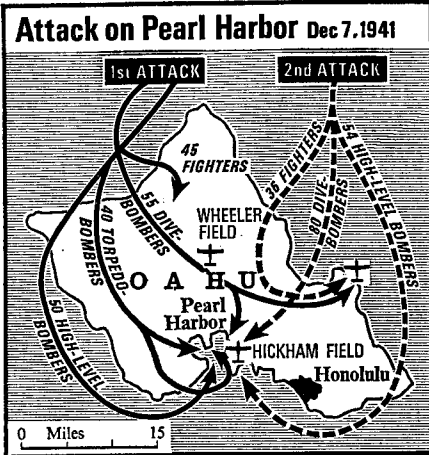 Attack on Pearl Harbor Dec 7.1941
1st ATTACK
2nd ATTACK
45
FIGHTERS
55 DIVE-
BOMBERS
40 TORPEDO-
BOMBERS
50 HIGH-LEVEL
BOMBERS
36 FIGHTERS
80 DIVE-
BOMBERS
54 HIGH-LEVEL BOMBERS
WHEELER
FIELD
OAHU
Pearl
Harbor
HICKHAM FIELD
Honolulu
0 Miles 15